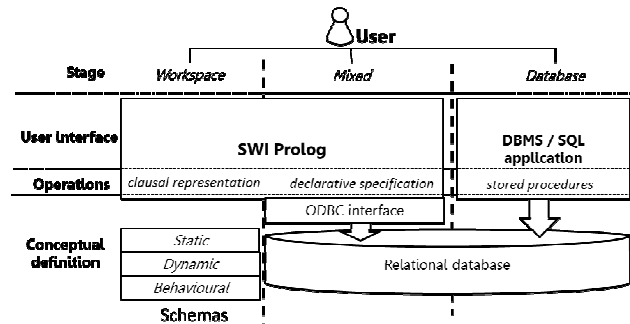 User
Stage Workspace Mixed Database
User Interface SWI Prolog DBMS / SQL
application
Operations clausal representation declarative specification stored procedures
ODBC interface
Conceptual
definition
Static
Dynamic
Behavioural
Relational database
Schemas